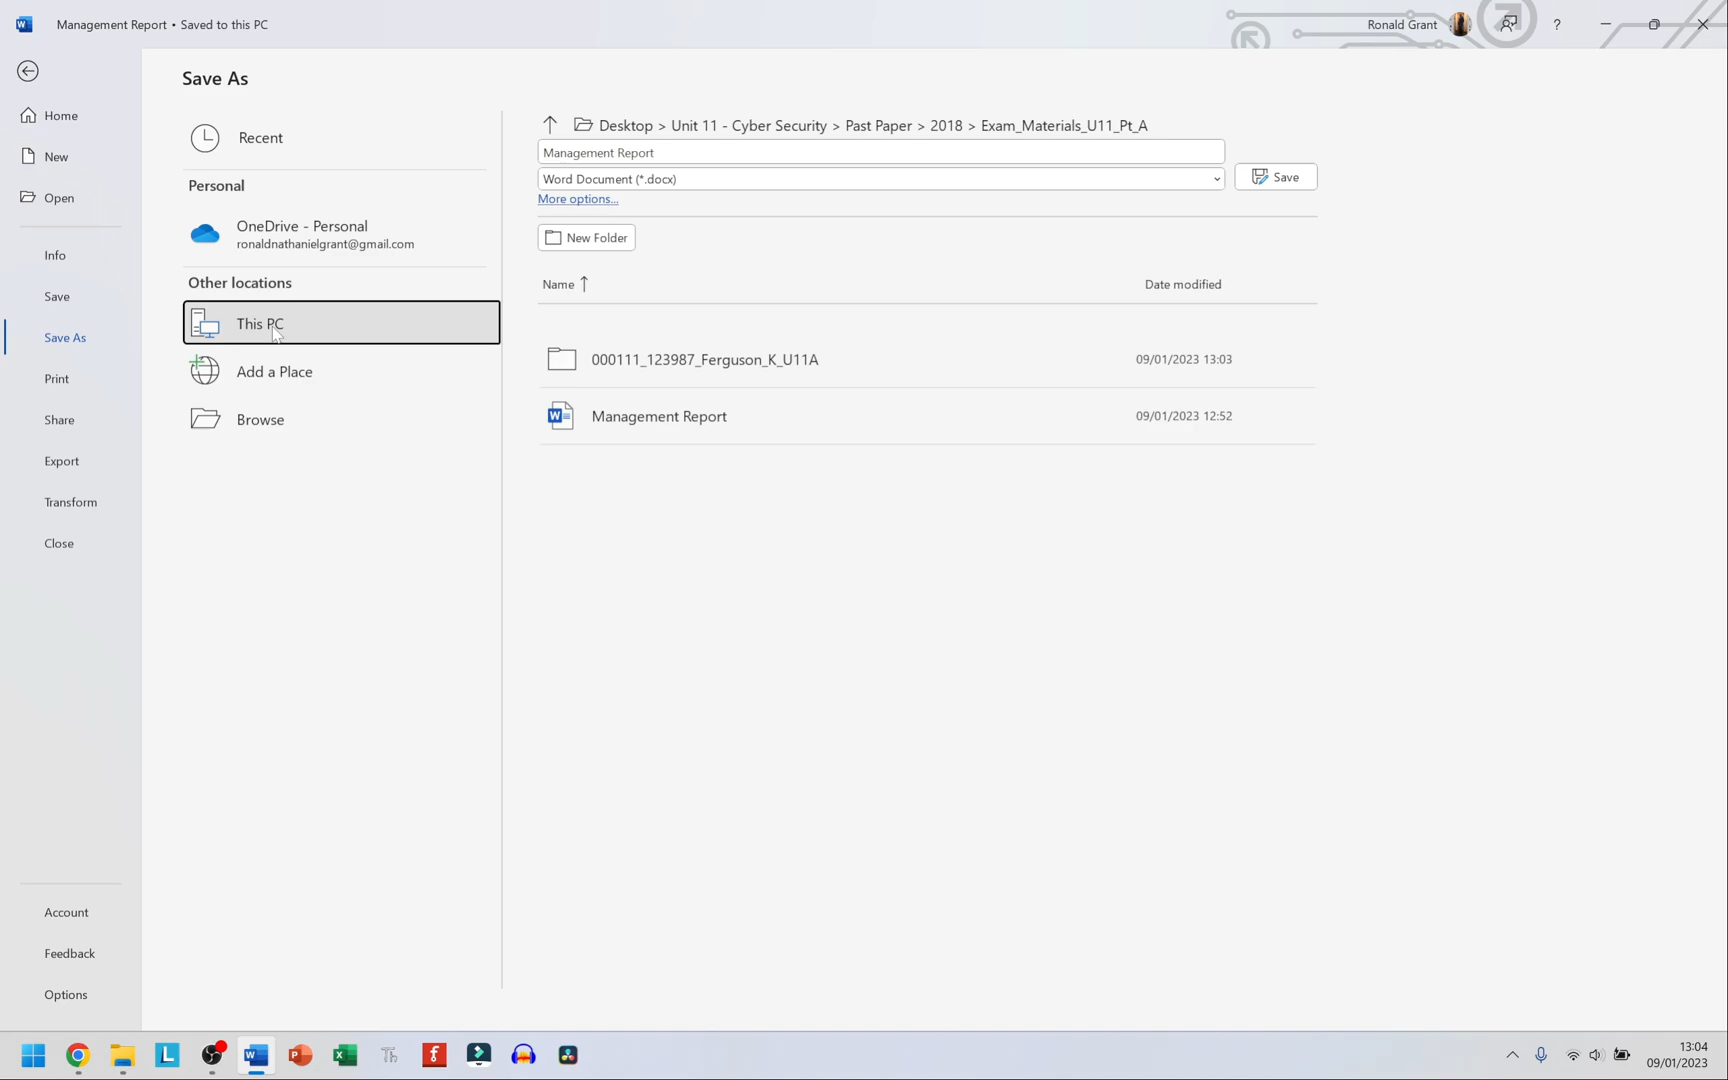 Management Report • Saved to this PC
Ronald Grant
?
Save As
Home
New
Open
Info
Save
Save As
Print
Share
Export
Transform
Close
Account
Feedback
Options
Recent
Personal
OneDrive - Personal
ronaldnathanielgrant@gmail.com
Other locations
This PC
Add a Place
Browse
Desktop > Unit 11 - Cyber Security > Past Paper > 2018 > Exam_Materials_U11_Pt_A
Management Report
Word Document (*.docx)
Save
More options...
New Folder
Name ↑ Date modified
000111_123987_Ferguson_K_U11A 09/01/2023 13:03
Management Report 09/01/2023 12:52
13:04
09/01/2023